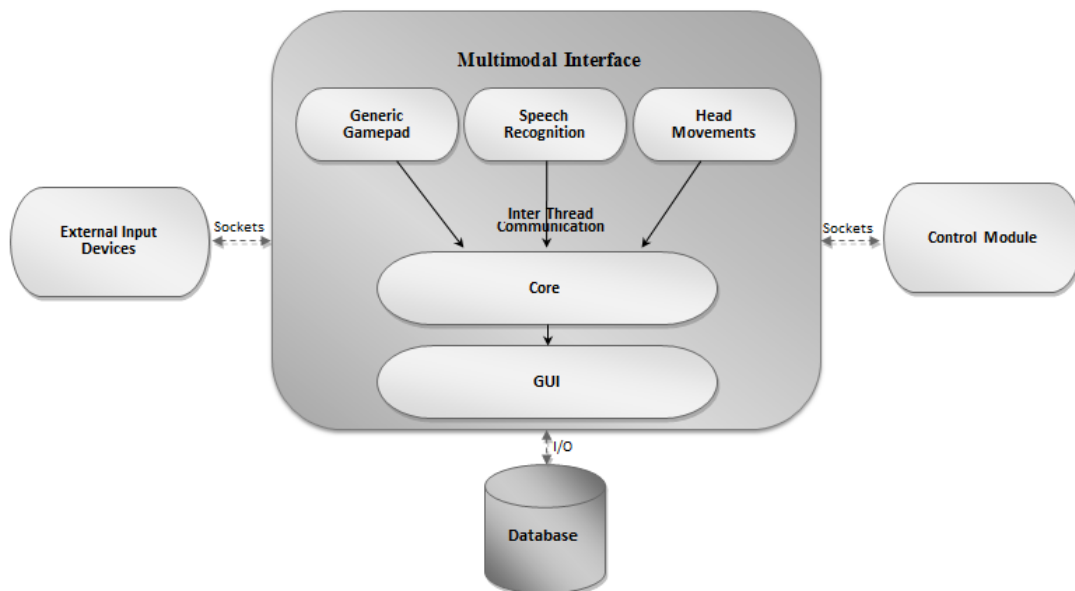 Multimodal Interface
Generic
Gamepad
Speech
Recognition
Head
Movements
Inter Thread
Communication
External Input
Devices
Sockets
Sockets
Control Module
Core
GUI
I/O
Database